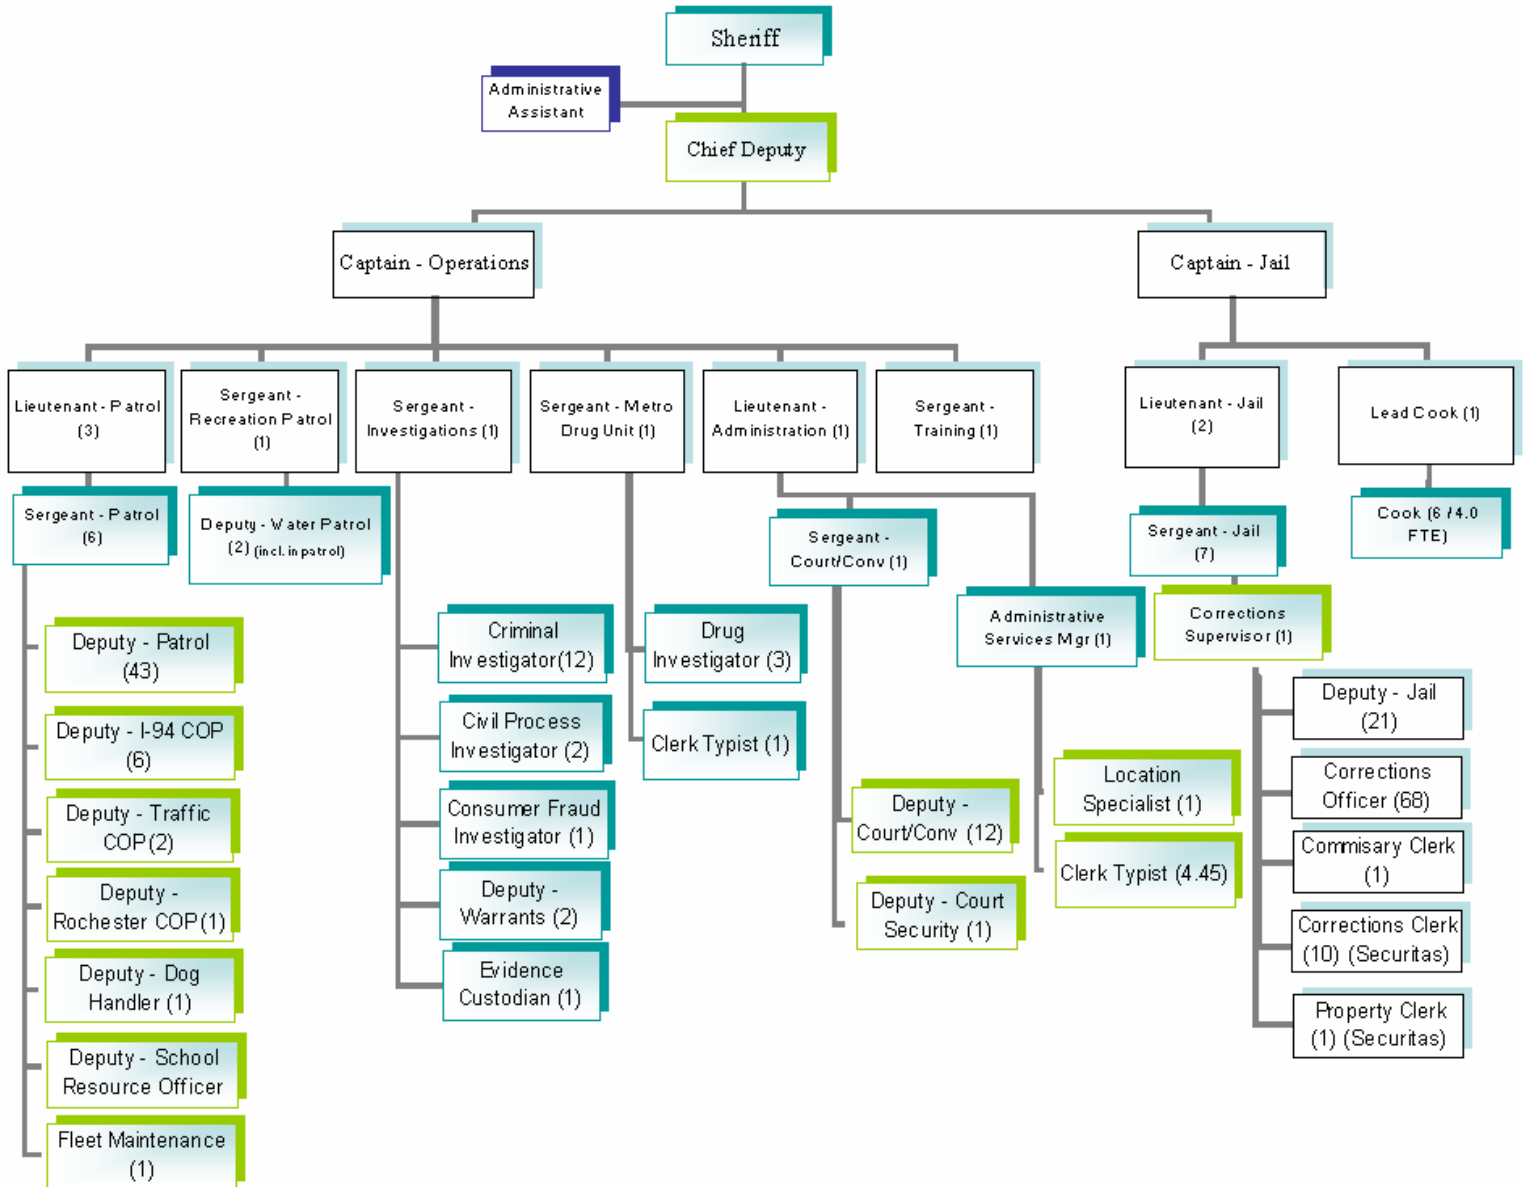 Sheriff
Administrative
Assistant
Chief Deputy
Captain - Operations
Captain - Jail
Lieutenant - Patrol
(3)
Sergeant -
Recreation Patrol
(1)
Sergeant -
Investigations (1)
Sergeant - Metro
Drug Unit (1)
Lieutenant -
Administration (1)
Sergeant -
Training (1)
Lieutenant - Jail
(2)
Lead Cook (1)
Sergeant - Patrol
(6)
Deputy - Water Patrol
(2) (incl. in patrol)
Sergeant -
Court/Conv (1)
Administrative
Services Mgr (1)
Sergeant - Jail
(7)
Cook (6 / 4.0
FTE)
Corrections
Supervisor (1)
Deputy - Patrol
(43)
Deputy - I-94 COP
(6)
Deputy - Traffic
COP(2)
Deputy -
Rochester COP(1)
Deputy - Dog
Handler (1)
Deputy - School
Resource Officer
Fleet Maintenance
(1)
Criminal
Investigator(12)
Civil Process
Investigator (2)
Consumer Fraud
Investigator (1)
Deputy -
Warrants (2)
Evidence
Custodian (1)
Drug
Investigator (3)
Clerk Typist (1)
Deputy -
Court/Conv (12)
Deputy - Court
Security (1)
Location
Specialist (1)
Clerk Typist (4.45)
Deputy - Jail
(21)
Corrections
Officer (68)
Commisary Clerk
(1)
Corrections Clerk
(10) (Securitas)
Property Clerk
(1) (Securitas)